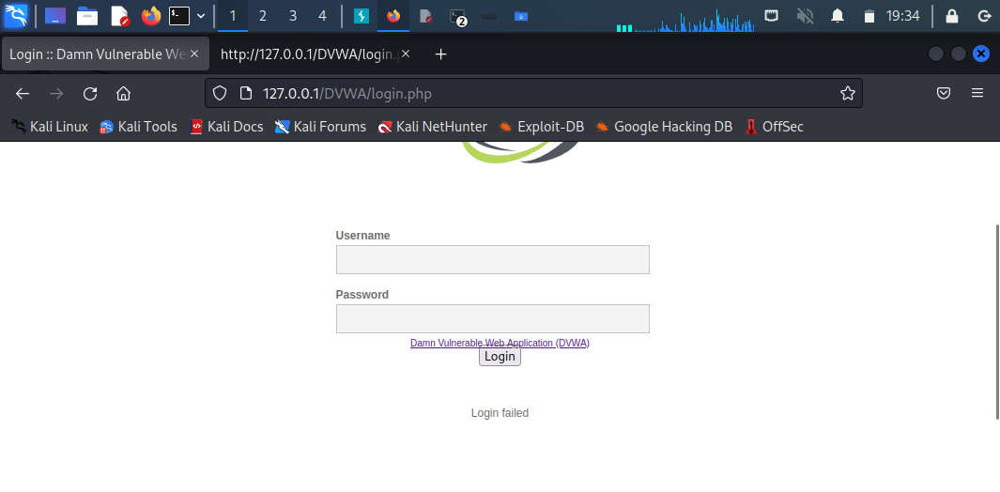 1 2 3 4 2 19:34
Login :: Damn Vulnerable We http://127.0.0.1/DVWA/login.
127.0.0.1/DVWA/login.php
Kali Linux Kali Tools Kali Docs Kali Forums Kali NetHunter Exploit-DB Google Hacking DB OffSec
Username
Password
Damn Vulnerable Web Application (DVWA)
Login
Login failed